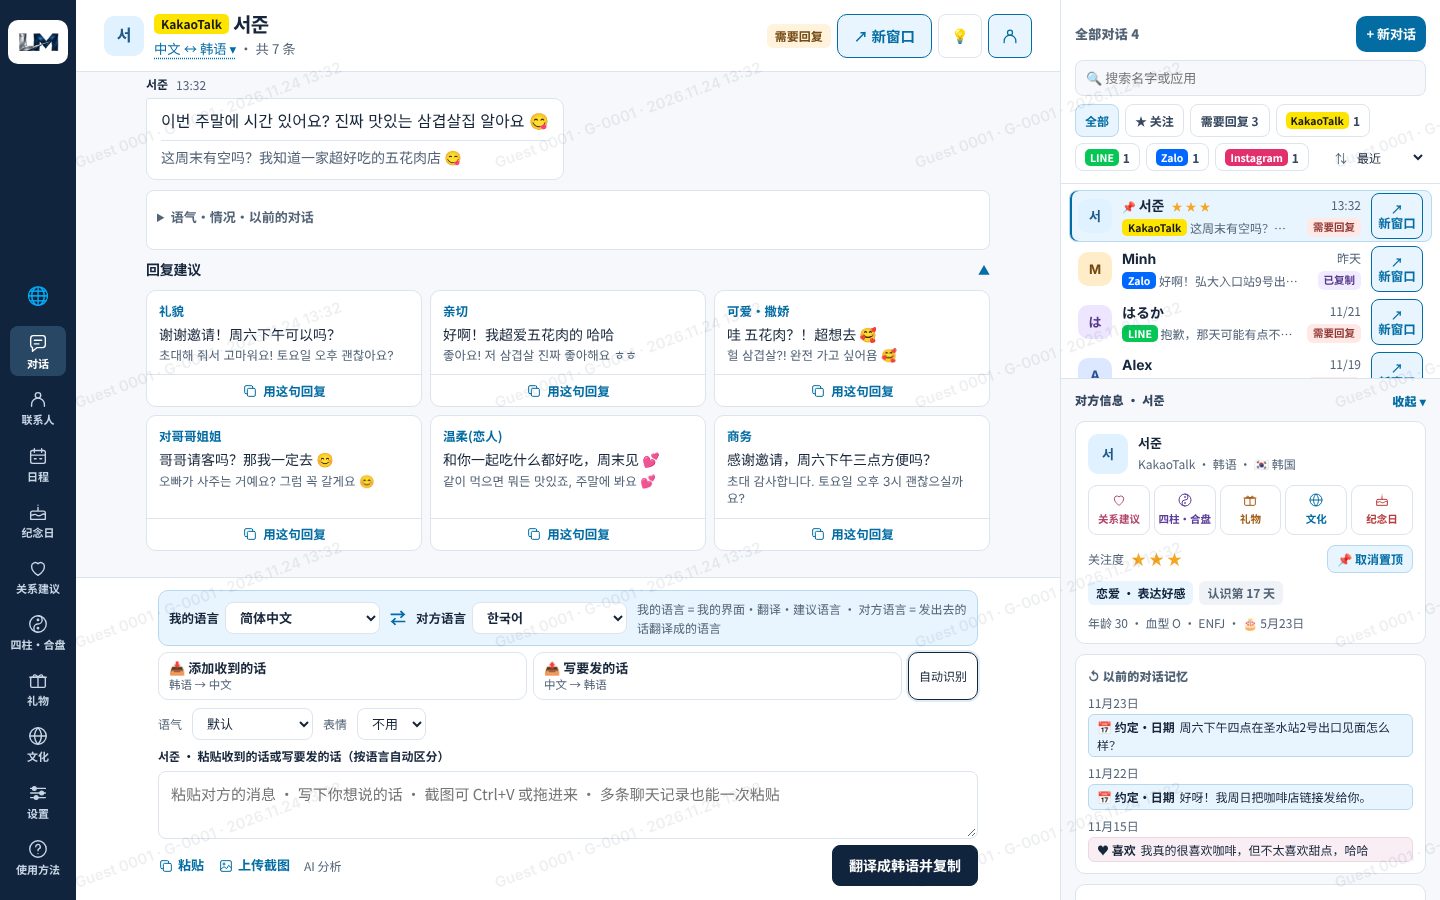 LM
对话
联系人
日程
纪念日
关系建议
四柱・合盘
礼物
文化
设置
使用方法
서
KakaoTalk 서준
中文 ↔ 韩语 ▾ · 共 7 条
需要回复
↗ 新窗口
서준 13:32
이번 주말에 시간 있어요? 진짜 맛있는 삼겹살집 알아요 😋
这周末有空吗？我知道一家超好吃的五花肉店 😋
▶ 语气・情况・以前的对话
回复建议
礼貌
谢谢邀请！周六下午可以吗？
초대해 줘서 고마워요! 토요일 오후 괜찮아요?
用这句回复
亲切
好啊！我超爱五花肉的 哈哈
좋아요! 저 삼겹살 진짜 좋아해요 ㅎㅎ
用这句回复
可爱・撒娇
哇 五花肉？！超想去 🥰
헐 삼겹살?! 완전 가고 싶어용 🥰
用这句回复
对哥哥姐姐
哥哥请客吗？那我一定去 😊
오빠가 사주는 거예요? 그럼 꼭 갈게요 😊
用这句回复
温柔(恋人)
和你一起吃什么都好吃，周末见 💕
같이 먹으면 뭐든 맛있죠, 주말에 봐요 💕
用这句回复
商务
感谢邀请，周六下午三点方便吗？
초대 감사합니다. 토요일 오후 3시 괜찮으실까
요?
用这句回复
我的语言 简体中文 对方语言 한국어
我的语言 = 我的界面・翻译・建议语言 · 对方语言 = 发出去的
话翻译成的语言
📥 添加收到的话
韩语 → 中文
📤 写要发的话
中文 → 韩语
自动识别
语气 默认 表情 不用
서준 · 粘贴收到的话或写要发的话（按语言自动区分）
粘贴对方的消息 · 写下你想说的话 · 截图可 Ctrl+V 或拖进来 · 多条聊天记录也能一次粘贴
粘贴 上传截图 AI 分析
翻译成韩语并复制
全部对话 4
+ 新对话
🔍 搜索名字或应用
全部 ★ 关注 需要回复 3 KakaoTalk 1
LINE 1 Zalo 1 Instagram 1 ⇅ 最近
서
📌 서준 ★★★ 13:32
KakaoTalk 这周末有空吗？… 需要回复
↗
新窗口
M
Minh 昨天
Zalo 好啊！弘大入口站9号出… 已复制
↗
新窗口
は
はるか 11/21
LINE 抱歉，那天可能有点不… 需要回复
↗
新窗口
A
Alex 11/19
↗
对方信息 · 서준
收起 ▾
서
서준
KakaoTalk · 韩语 · 🇰🇷 韩国
关系建议
四柱・合盘
礼物
文化
纪念日
关注度 ★★★
📌 取消置顶
恋爱 · 表达好感 认识第 17 天
年龄 30 · 血型 O · ENFJ · 🎂 5月23日
以前的对话记忆
11月23日
📅 约定・日期 周六下午四点在圣水站2号出口见面怎么
样？
11月22日
📅 约定・日期 好呀！我周日把咖啡店链接发给你。
11月15日
♥ 喜欢 我真的很喜欢咖啡，但不太喜欢甜点，哈哈
Guest 0001 · G-0001 · 2026.11.24 13:32